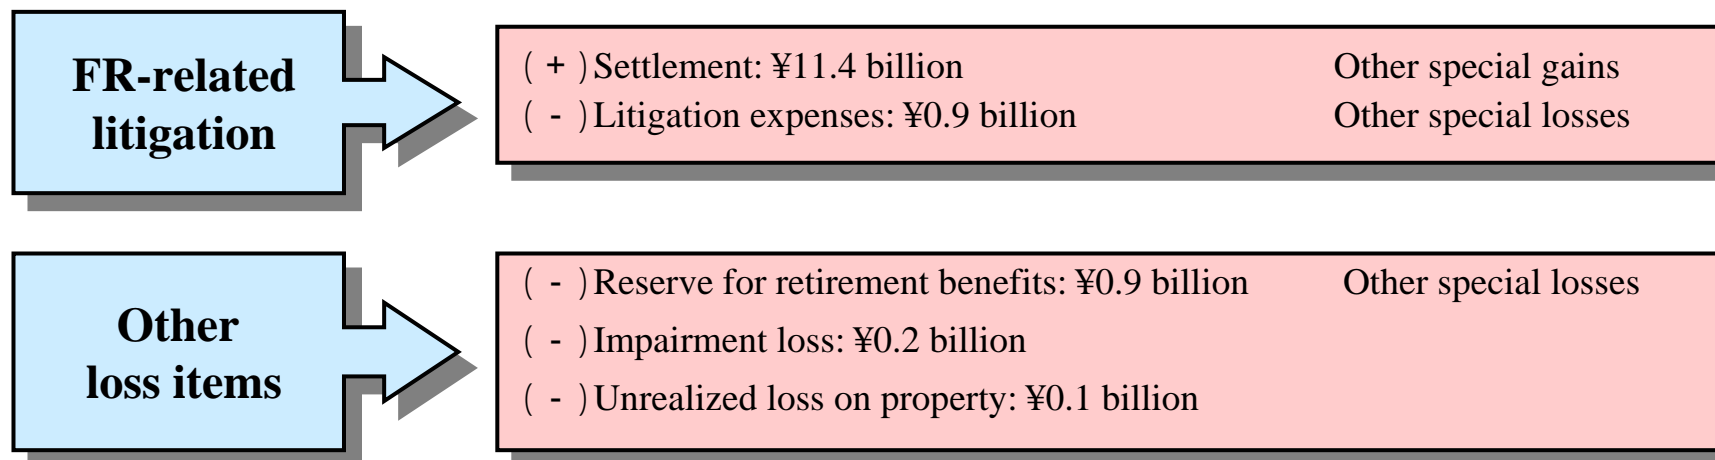 FR-related
litigation
( + )Settlement: ¥11.4 billion Other special gains
( - )Litigation expenses: ¥0.9 billion Other special losses
Other
loss items
( - )Reserve for retirement benefits: ¥0.9 billion Other special losses
( - )Impairment loss: ¥0.2 billion
( - )Unrealized loss on property: ¥0.1 billion